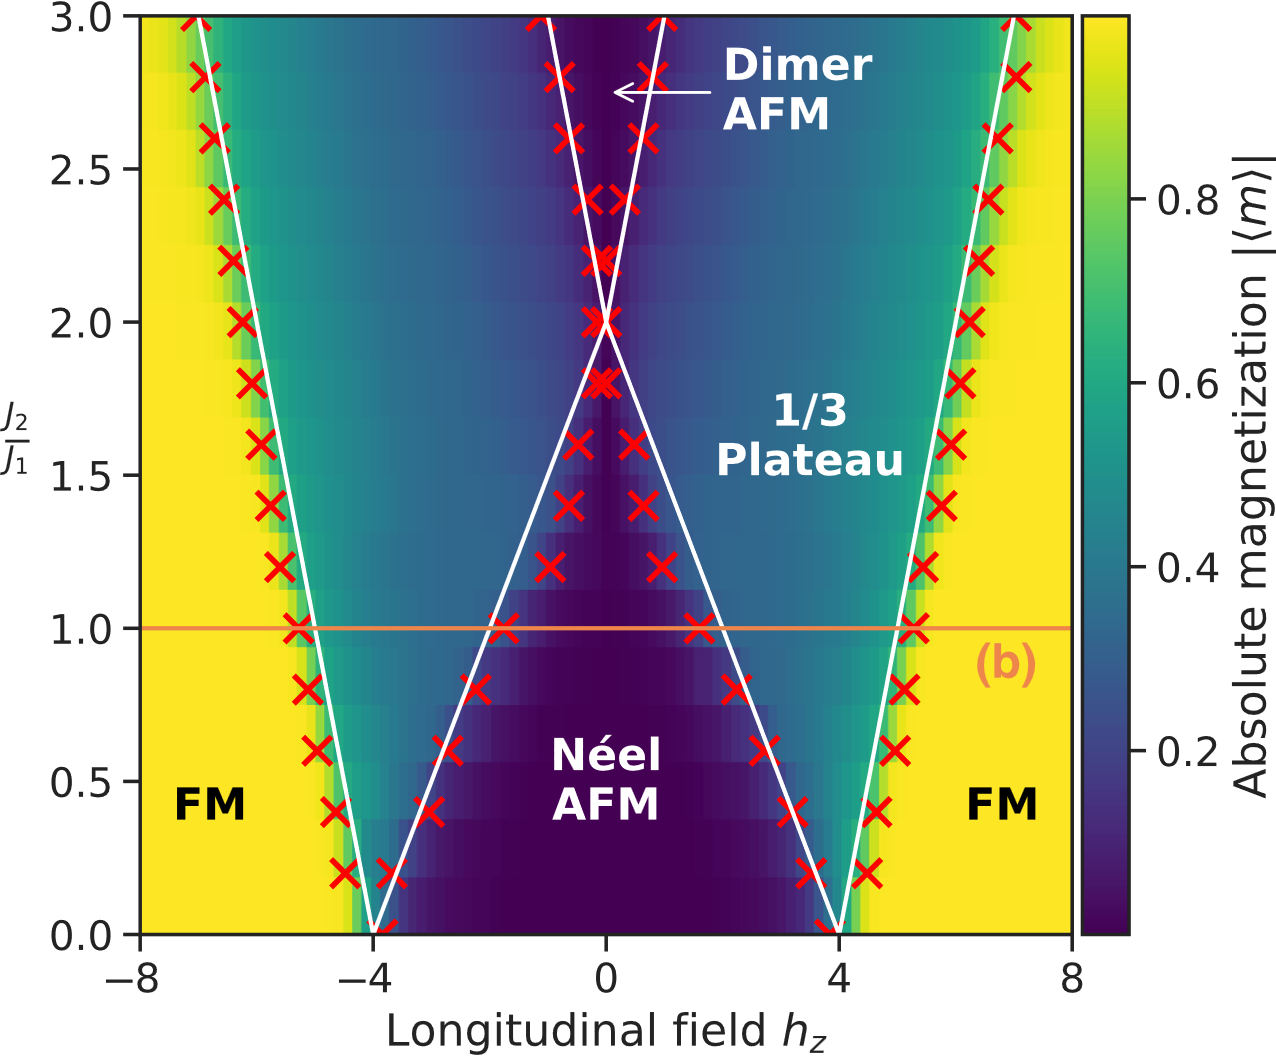 3.0
2.5
2.0
1.5
1.0
0.5
0.0
J₂
J₁
Dimer
AFM
1/3
Plateau
(b)
Néel
AFM
FM
FM
−8
−4
0
4
8
Longitudinal field h_z
0.8
0.6
0.4
0.2
Absolute magnetization |⟨m⟩|